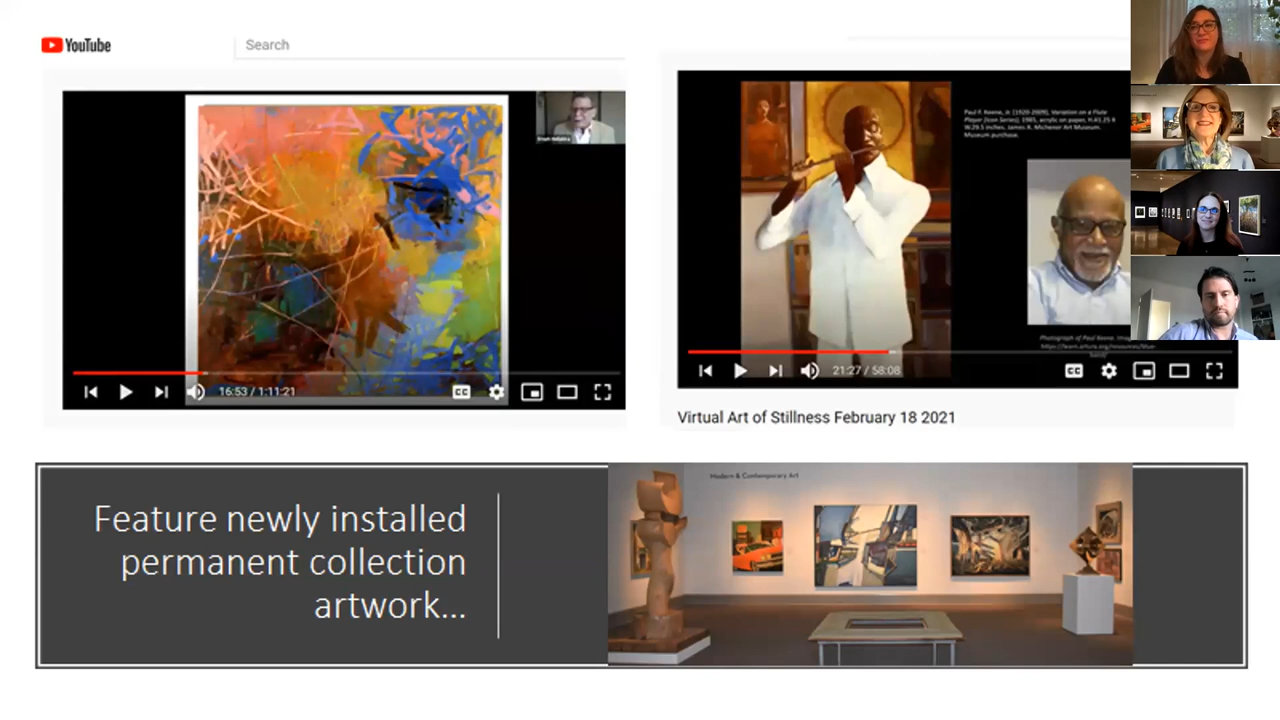 YouTube
Search
16:53 / 1:11:21
CC
Paul F. Keene, Jr. (1920-2009), Variation on a Flute
Player (Icon Series), 1985, acrylic on paper, H.41.25 X
W.29.5 inches. James A. Michener Art Museum.
Museum purchase.
Photograph of Paul Keene.
21:27 / 58:08
CC
Virtual Art of Stillness February 18 2021
Feature newly installed
permanent collection
artwork...
Modern & Contemporary Art